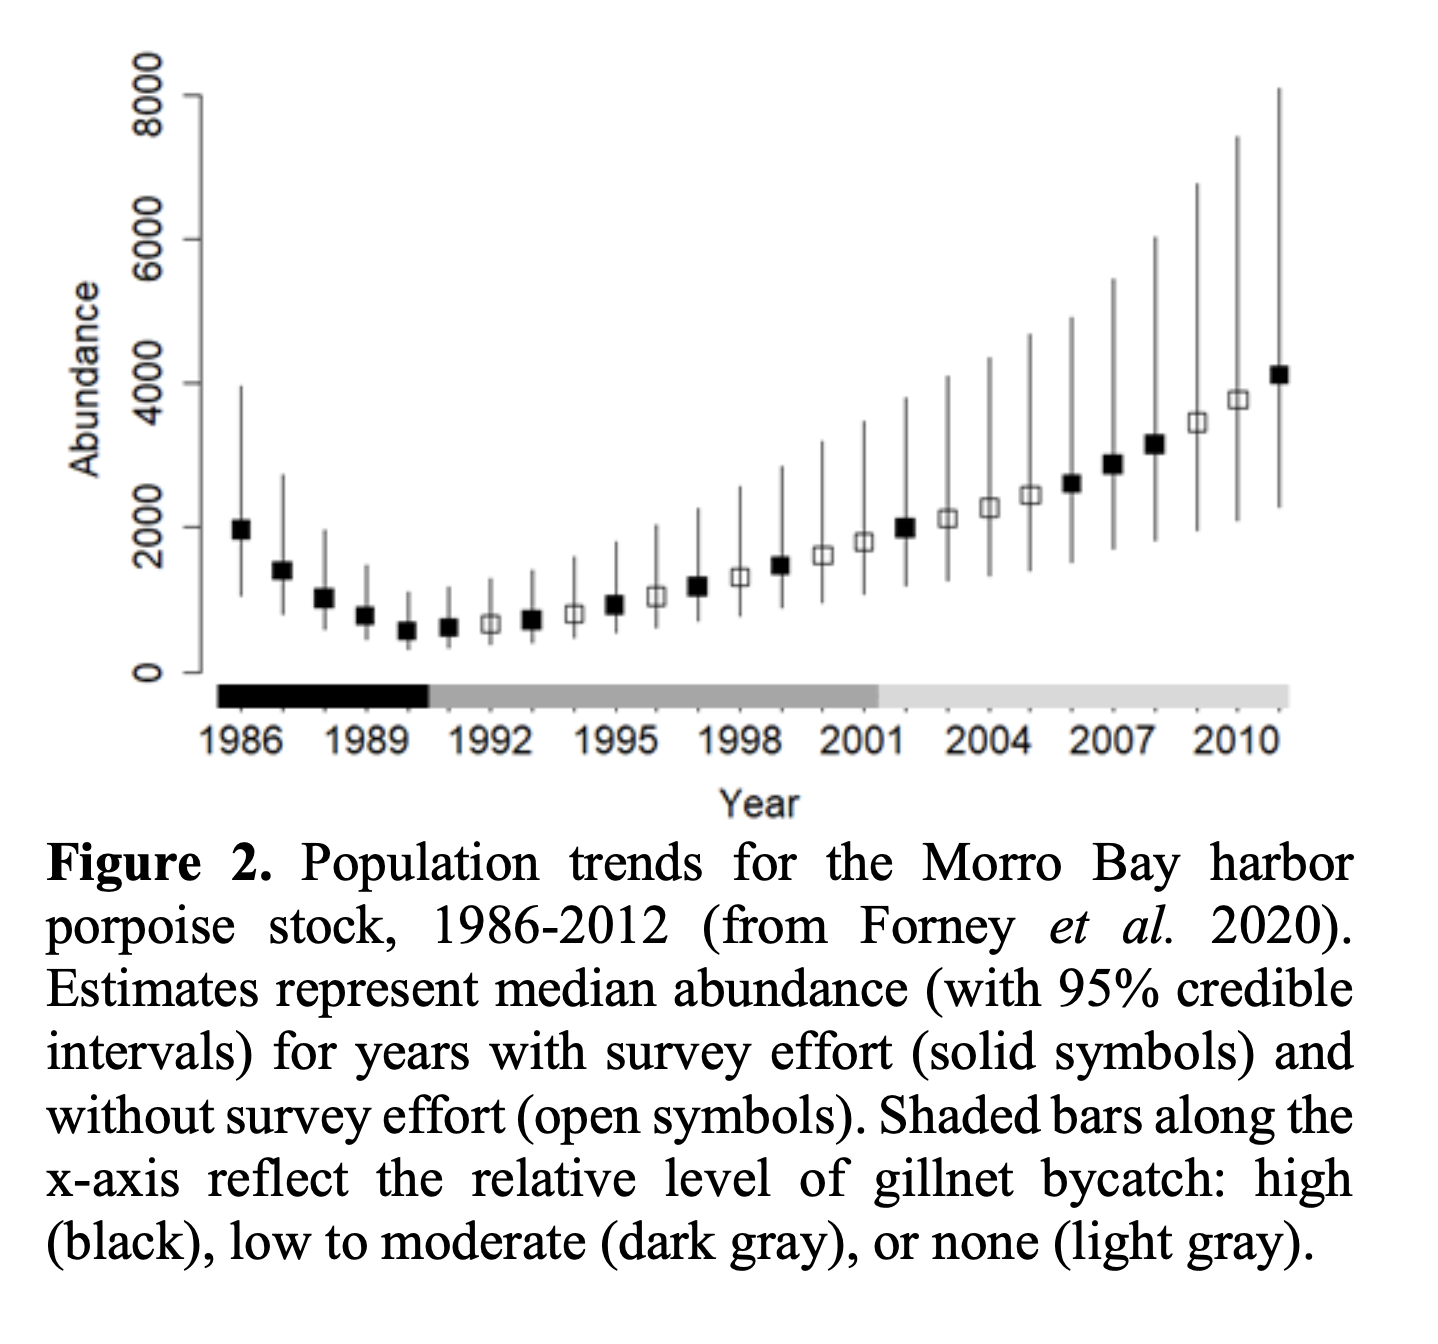 8000
6000
4000
2000
0
Abundance
1986 1989 1992 1995 1998 2001 2004 2007 2010
Year
Figure 2. Population trends for the Morro Bay harbor
porpoise stock, 1986-2012 (from Forney et al. 2020).
Estimates represent median abundance (with 95% credible
intervals) for years with survey effort (solid symbols) and
without survey effort (open symbols). Shaded bars along the
x-axis reflect the relative level of gillnet bycatch: high
(black), low to moderate (dark gray), or none (light gray).